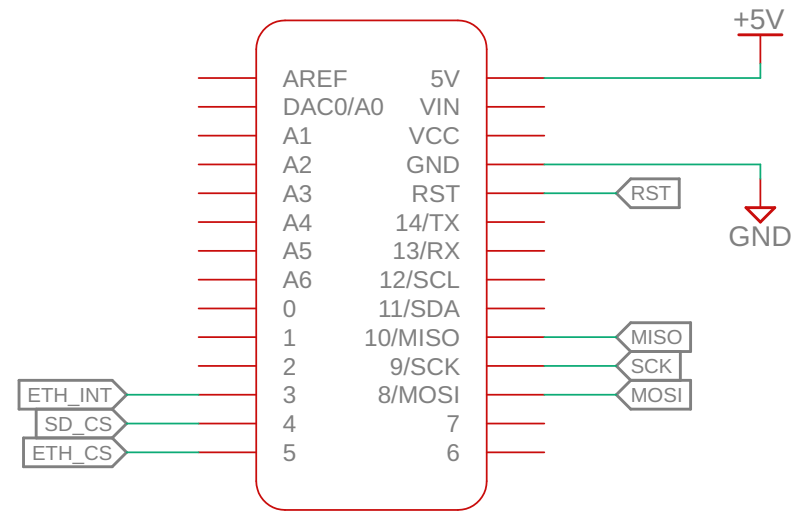 +5V
AREF 5V
DAC0/A0 VIN
A1 VCC
A2 GND
A3 RST RST
GND
A4 14/TX
A5 13/RX
A6 12/SCL
0 11/SDA
1 10/MISO MISO
2 9/SCK SCK
ETH_INT 3 8/MOSI MOSI
SD_CS 4 7
ETH_CS 5 6